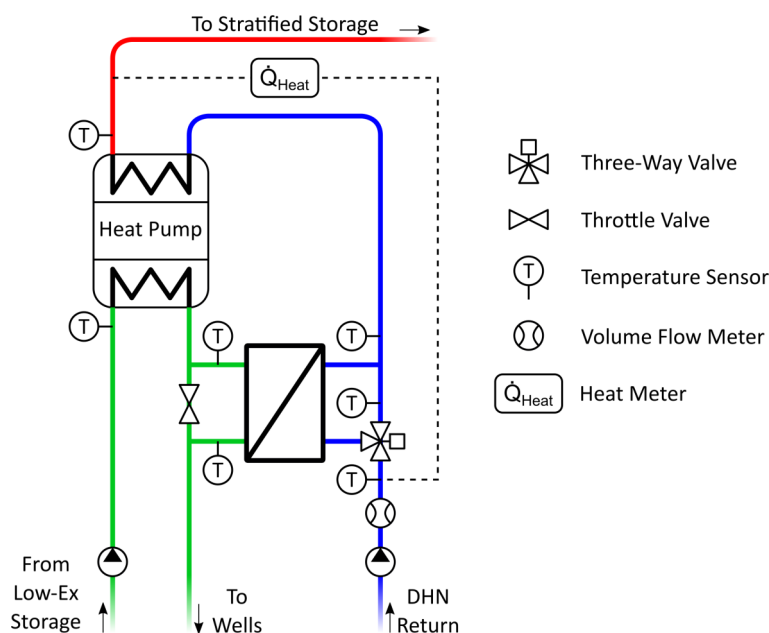 To Stratified Storage
Q̇Heat
T
Heat Pump
T
T
T
T
T
T
From
Low-Ex
Storage
To
Wells
DHN
Return
Three-Way Valve
Throttle Valve
T
Temperature Sensor
Volume Flow Meter
Q̇Heat
Heat Meter